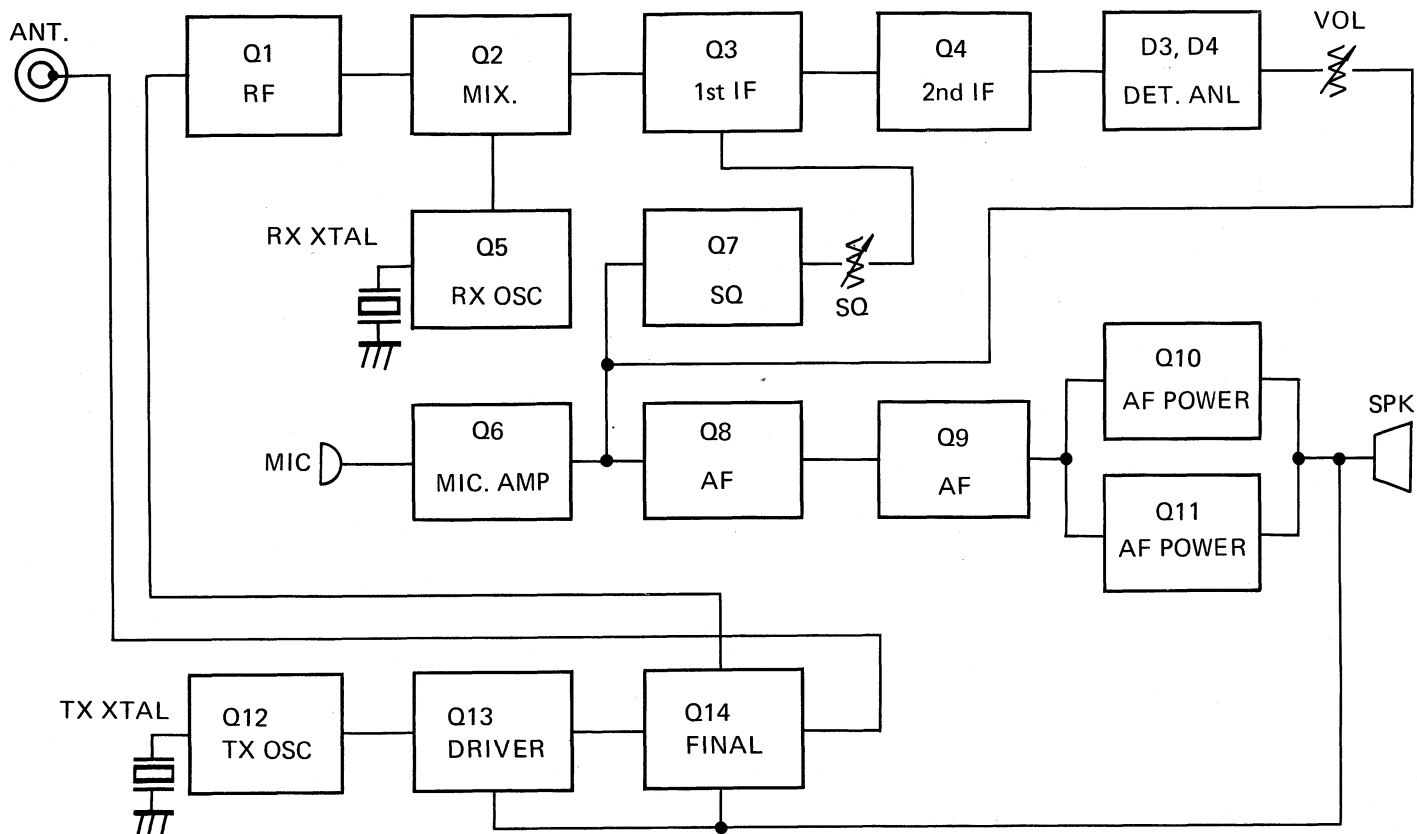 ANT.
Q1
RF
Q2
MIX.
Q3
1st IF
Q4
2nd IF
D3, D4
DET. ANL
VOL
RX XTAL
Q5
RX OSC
Q7
SQ
SQ
MIC
Q6
MIC. AMP
Q8
AF
Q9
AF
Q10
AF POWER
Q11
AF POWER
SPK
TX XTAL
Q12
TX OSC
Q13
DRIVER
Q14
FINAL